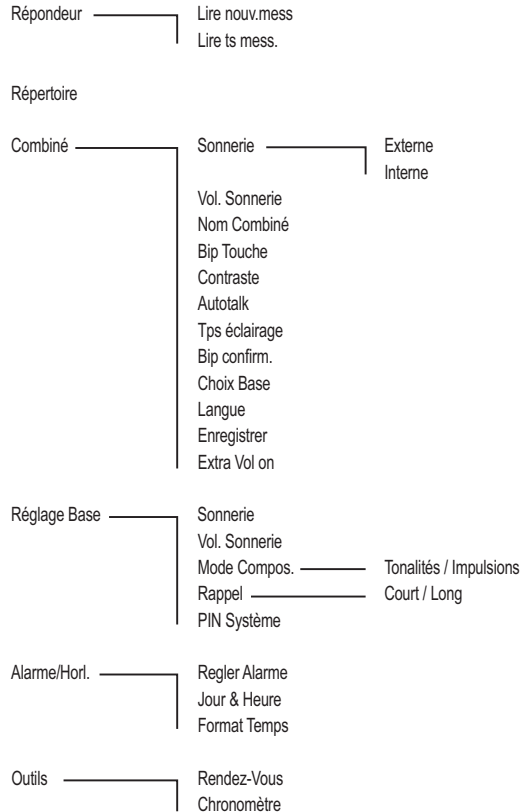 Répondeur Lire nouv.mess
Lire ts mess.
Répertoire
Combiné Sonnerie Externe
Interne
Vol. Sonnerie
Nom Combiné
Bip Touche
Contraste
Autotalk
Tps éclairage
Bip confirm.
Choix Base
Langue
Enregistrer
Extra Vol on
Réglage Base Sonnerie
Vol. Sonnerie
Mode Compos. Tonalités / Impulsions
Rappel Court / Long
PIN Système
Alarme/Horl. Regler Alarme
Jour & Heure
Format Temps
Outils Rendez-Vous
Chronomètre